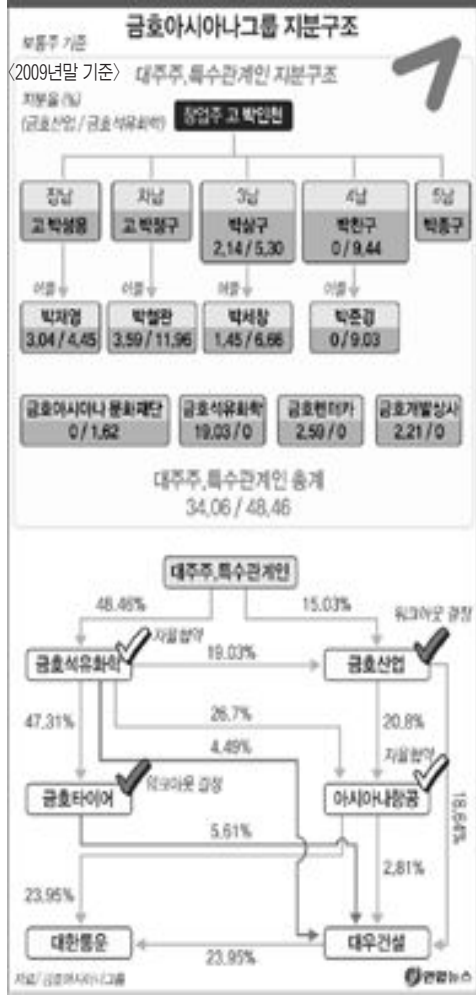 금호아시아나그룹 지분구조
보통주 기준
〈2009년말 기준〉 대주주,특수관계인 지분구조
지분율(%)
(금호산업 / 금호석유화학)
창업주 고 박인천
장남 차남 3남 4남 5남
고 박성용 고 박정구 박삼구 박찬구 박종구
2.14 / 5.30 0 / 9.44
아들 아들 아들 아들
박재영 박철완 박세창 박준경
3.04 / 4.45 3.59 / 11.96 1.45 / 6.66 0 / 9.03
금호아시아나 문화재단 금호석유화학 금호렌터카 금호개발상사
0 / 1.62 19.03 / 0 2.59 / 0 2.21 / 0
대주주,특수관계인 총계
34.06 / 48.46
대주주,특수관계인
48.46% 15.03%
자율협약 워크아웃 결정
금호석유화학 19.03% 금호산업
47.31% 26.7% 20.8%
4.49% 자율협약
금호타이어 워크아웃 결정 아시아나항공
18.64%
5.61% 2.81%
23.95%
대한통운 23.95% 대우건설
자료/ 금호아시아나그룹 연합뉴스